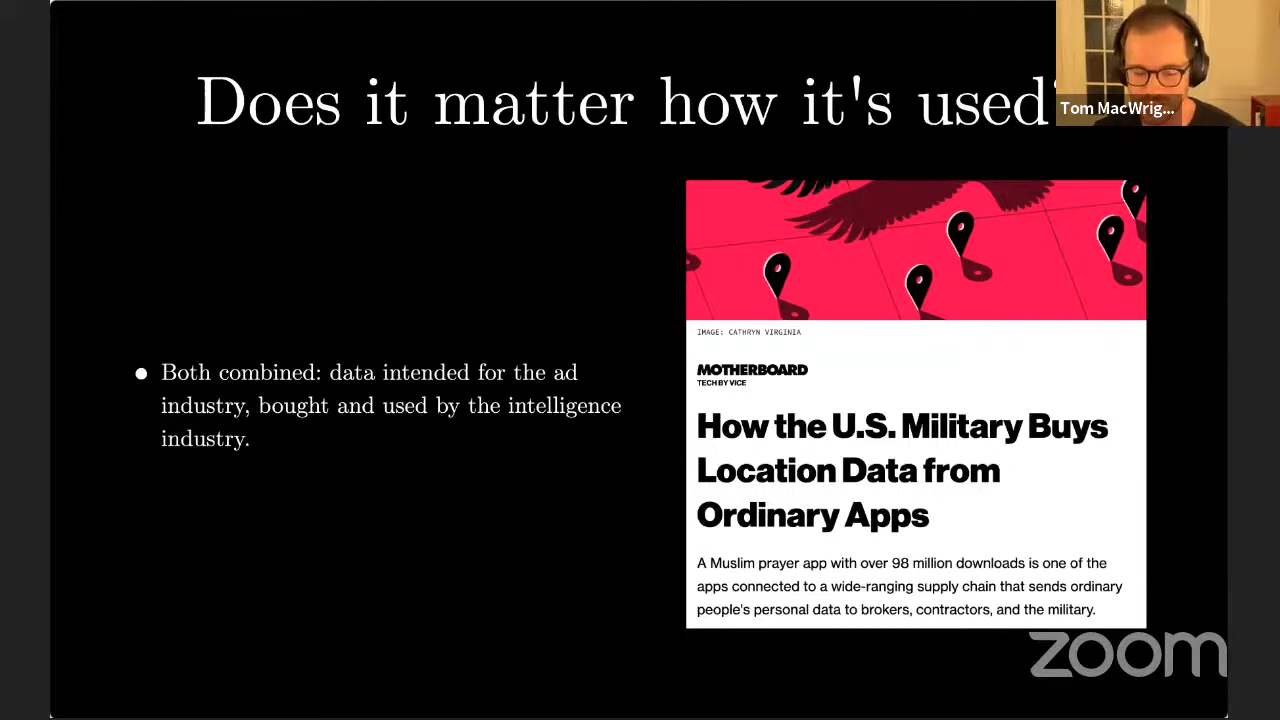 Does it matter how it's used
Tom MacWrig...
IMAGE: CATHRYN VIRGINIA
MOTHERBOARD
TECH BY VICE
How the U.S. Military Buys
Location Data from
Ordinary Apps
A Muslim prayer app with over 98 million downloads is one of the
apps connected to a wide-ranging supply chain that sends ordinary
people's personal data to brokers, contractors, and the military.
Both combined: data intended for the ad
industry, bought and used by the intelligence
industry.
zoom